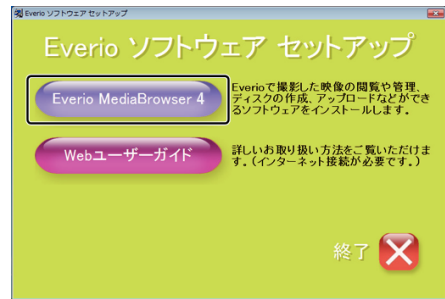 Everio ソフトウェア セットアップ
Everio ソフトウェア セットアップ
Everio MediaBrowser 4
Everioで撮影した映像の閲覧や管理、
ディスクの作成、アップロードなどができ
るソフトウェアをインストールします。
Webユーザーガイド
詳しいお取り扱い方法をご覧いただけま
す。(インターネット接続が必要です。)
終了